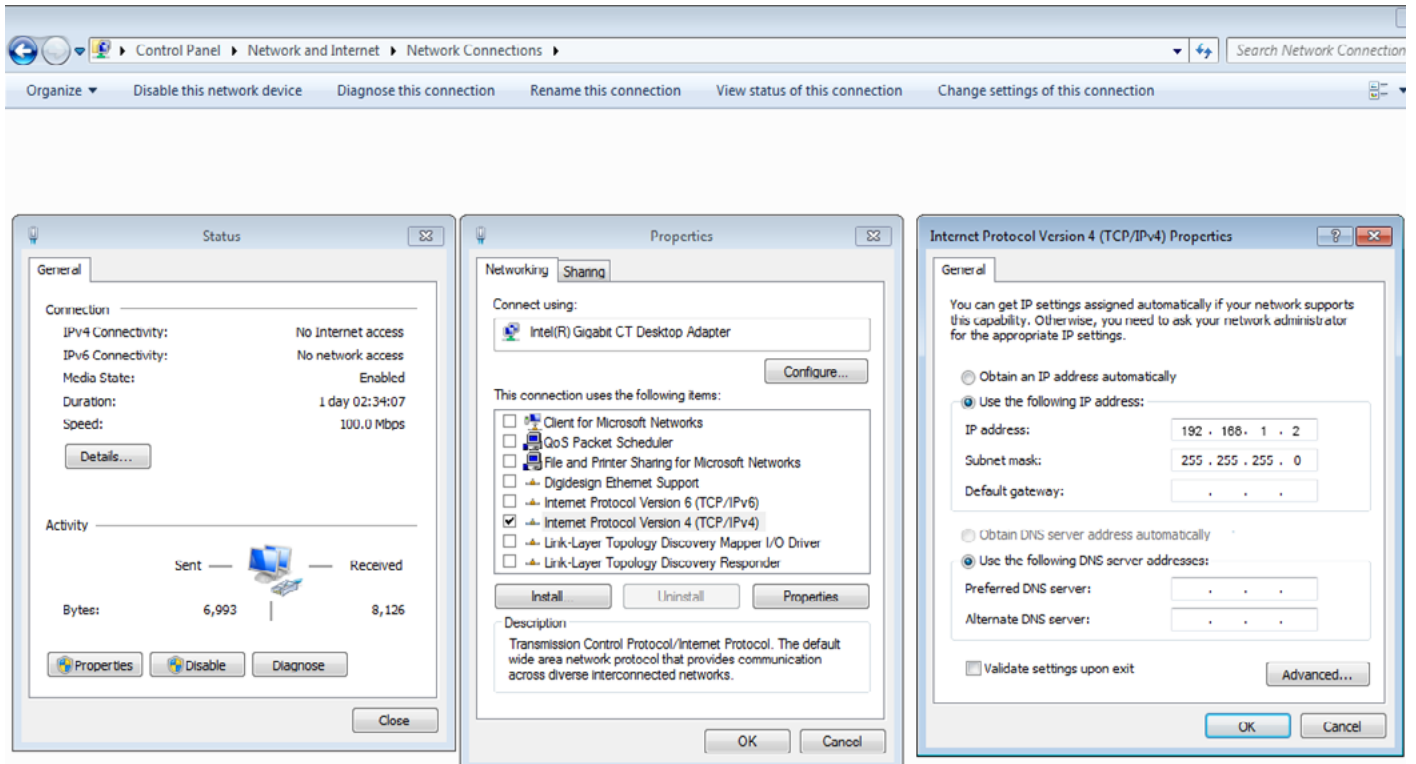 Control Panel Network and Internet Network Connections
Search Network Connection
Organize Disable this network device Diagnose this connection Rename this connection View status of this connection Change settings of this connection
Status
General
Connection
IPv4 Connectivity: No Internet access
IPv6 Connectivity: No network access
Media State: Enabled
Duration: 1 day 02:34:07
Speed: 100.0 Mbps
Details...
Activity
Sent Received
Bytes: 6,993 8,126
Properties Disable Diagnose
Close
Properties
Networking Sharing
Connect using:
Intel(R) Gigabit CT Desktop Adapter
Configure...
This connection uses the following items:
Client for Microsoft Networks
QoS Packet Scheduler
File and Printer Sharing for Microsoft Networks
Digidesign Ethernet Support
Internet Protocol Version 6 (TCP/IPv6)
Internet Protocol Version 4 (TCP/IPv4)
Link-Layer Topology Discovery Mapper I/O Driver
Link-Layer Topology Discovery Responder
Install... Uninstall Properties
Description
Transmission Control Protocol/Internet Protocol. The default
wide area network protocol that provides communication
across diverse interconnected networks.
OK Cancel
Internet Protocol Version 4 (TCP/IPv4) Properties
General
You can get IP settings assigned automatically if your network supports
this capability. Otherwise, you need to ask your network administrator
for the appropriate IP settings.
Obtain an IP address automatically
Use the following IP address:
IP address: 192 . 168 . 1 . 2
Subnet mask: 255 . 255 . 255 . 0
Default gateway: . . .
Obtain DNS server address automatically
Use the following DNS server addresses:
Preferred DNS server: . . .
Alternate DNS server: . . .
Validate settings upon exit
Advanced...
OK Cancel